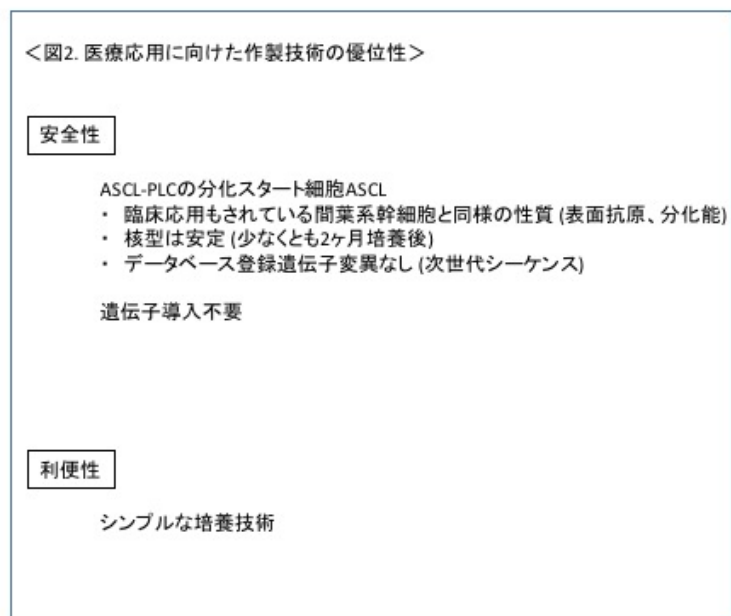 ＜図2. 医療応用に向けた作製技術の優位性＞
安全性
ASCL-PLCの分化スタート細胞ASCL
・ 臨床応用もされている間葉系幹細胞と同様の性質 (表面抗原、分化能)
・ 核型は安定 (少なくとも2ヶ月培養後)
・ データベース登録遺伝子変異なし (次世代シーケンス)
遺伝子導入不要
利便性
シンプルな培養技術